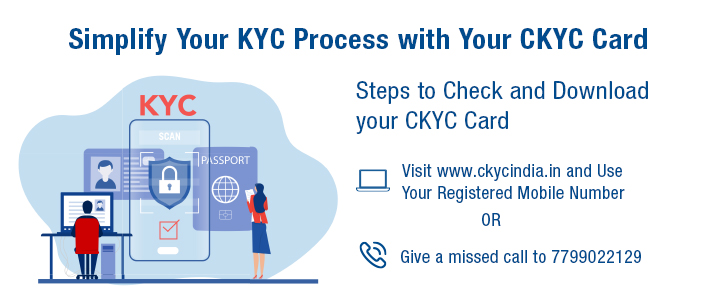 Simplify Your KYC Process with Your CKYC Card
KYC
SCAN
PASSPORT
Steps to Check and Download
your CKYC Card
Visit www.ckycindia.in and Use
Your Registered Mobile Number
OR
Give a missed call to 7799022129